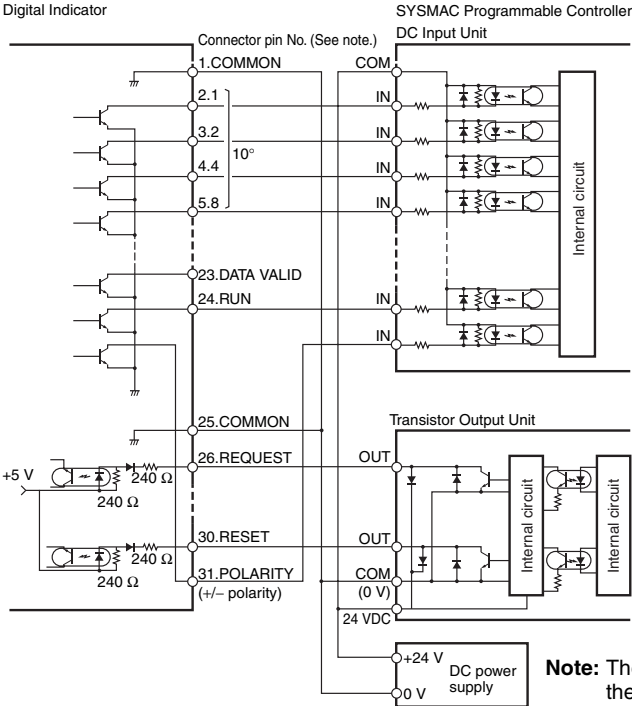 Digital Indicator
SYSMAC Programmable Controller
DC Input Unit
Connector pin No. (See note.)
1.COMMON
COM
2.1
IN
3.2
IN
10°
4.4
IN
5.8
IN
Internal circuit
23.DATA VALID
24.RUN
IN
IN
25.COMMON
Transistor Output Unit
26.REQUEST
OUT
+5 V
240 Ω
240 Ω
Internal circuit
Internal circuit
30.RESET
OUT
240 Ω
240 Ω
31.POLARITY
(+/− polarity)
COM
(0 V)
24 VDC
+24 V
DC power
supply
0 V
Note: The
the